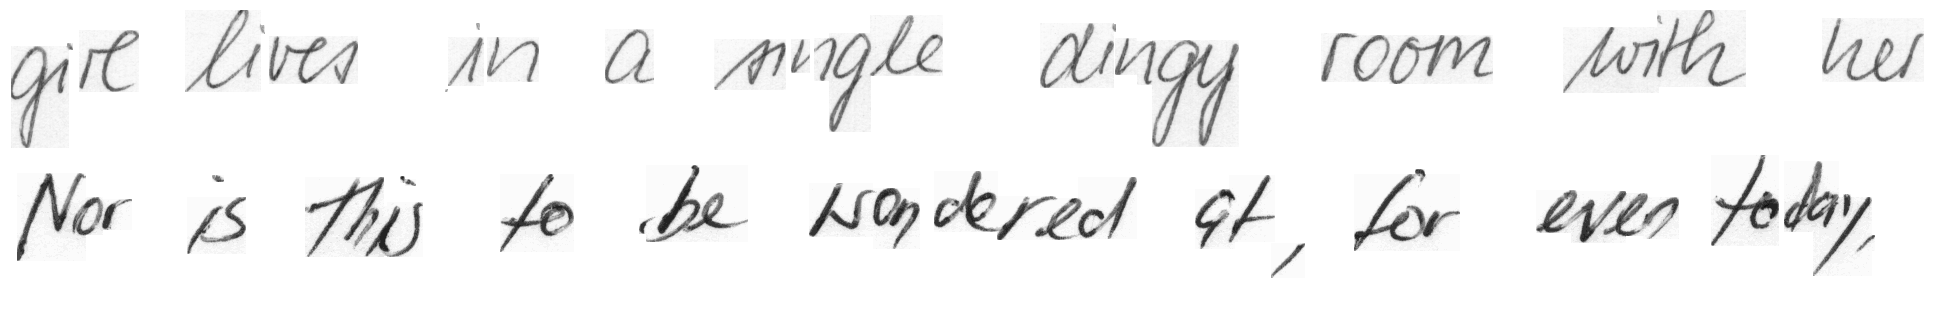 girl lives in a single dingy room with her
Nor is this to be wondered at, for even today,